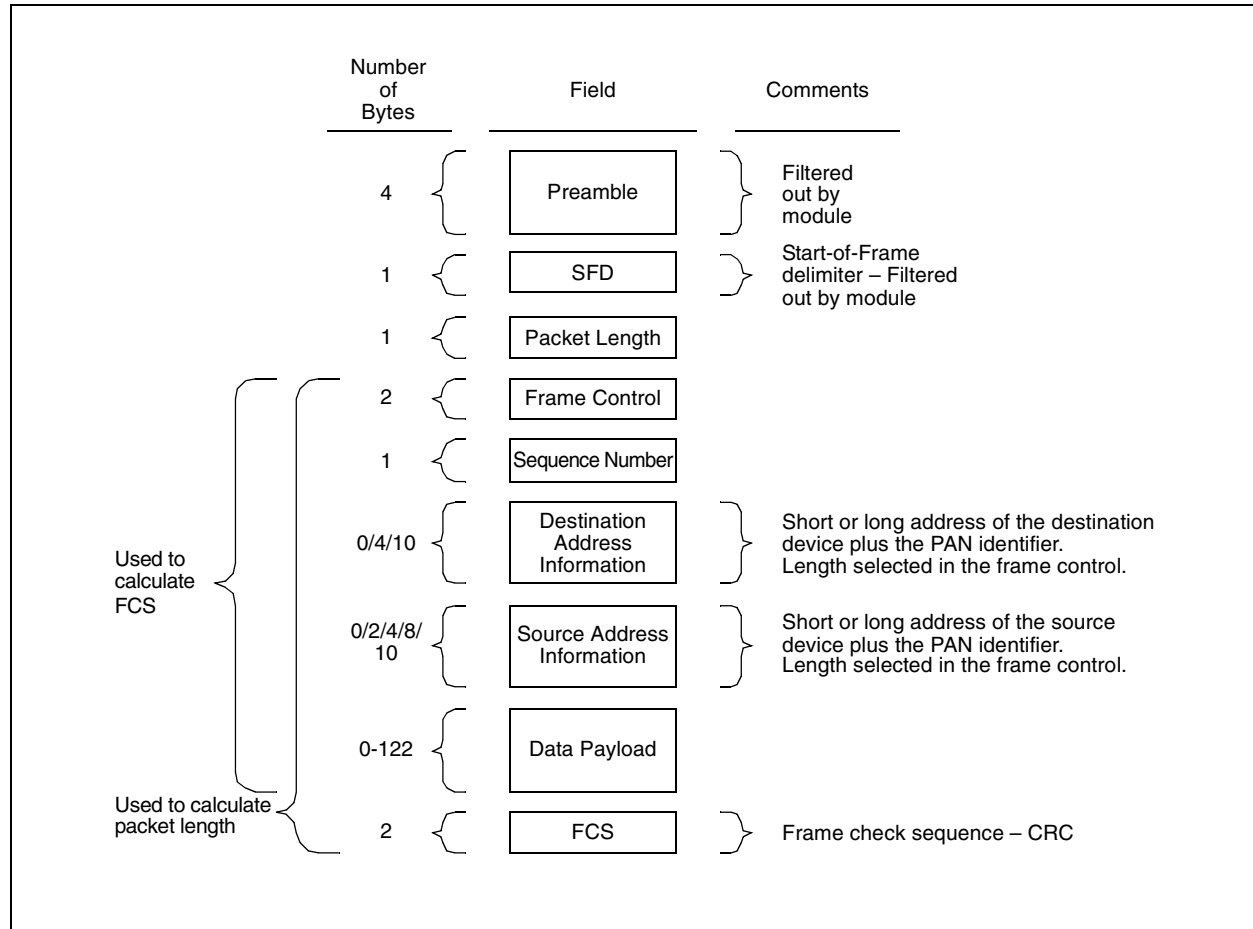 Number
of
Bytes
Field
Comments
4
Preamble
Filtered
out by
module
1
SFD
Start-of-Frame
delimiter – Filtered
out by module
1
Packet Length
2
Frame Control
1
Sequence Number
0/4/10
Destination
Address
Information
Short or long address of the destination
device plus the PAN identifier.
Length selected in the frame control.
Used to
calculate
FCS
0/2/4/8/
10
Source Address
Information
Short or long address of the source
device plus the PAN identifier.
Length selected in the frame control.
0-122
Data Payload
Used to calculate
packet length
2
FCS
Frame check sequence – CRC